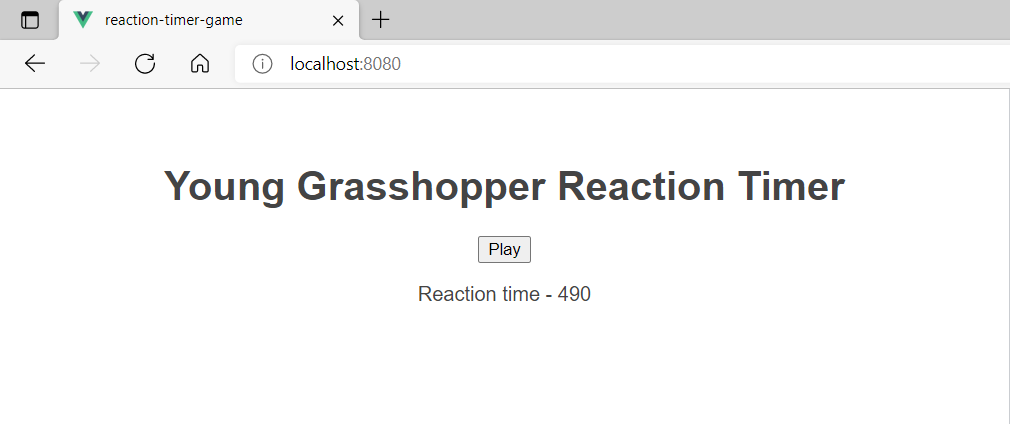 reaction-timer-game
localhost:8080
Young Grasshopper Reaction Timer
Play
Reaction time - 490